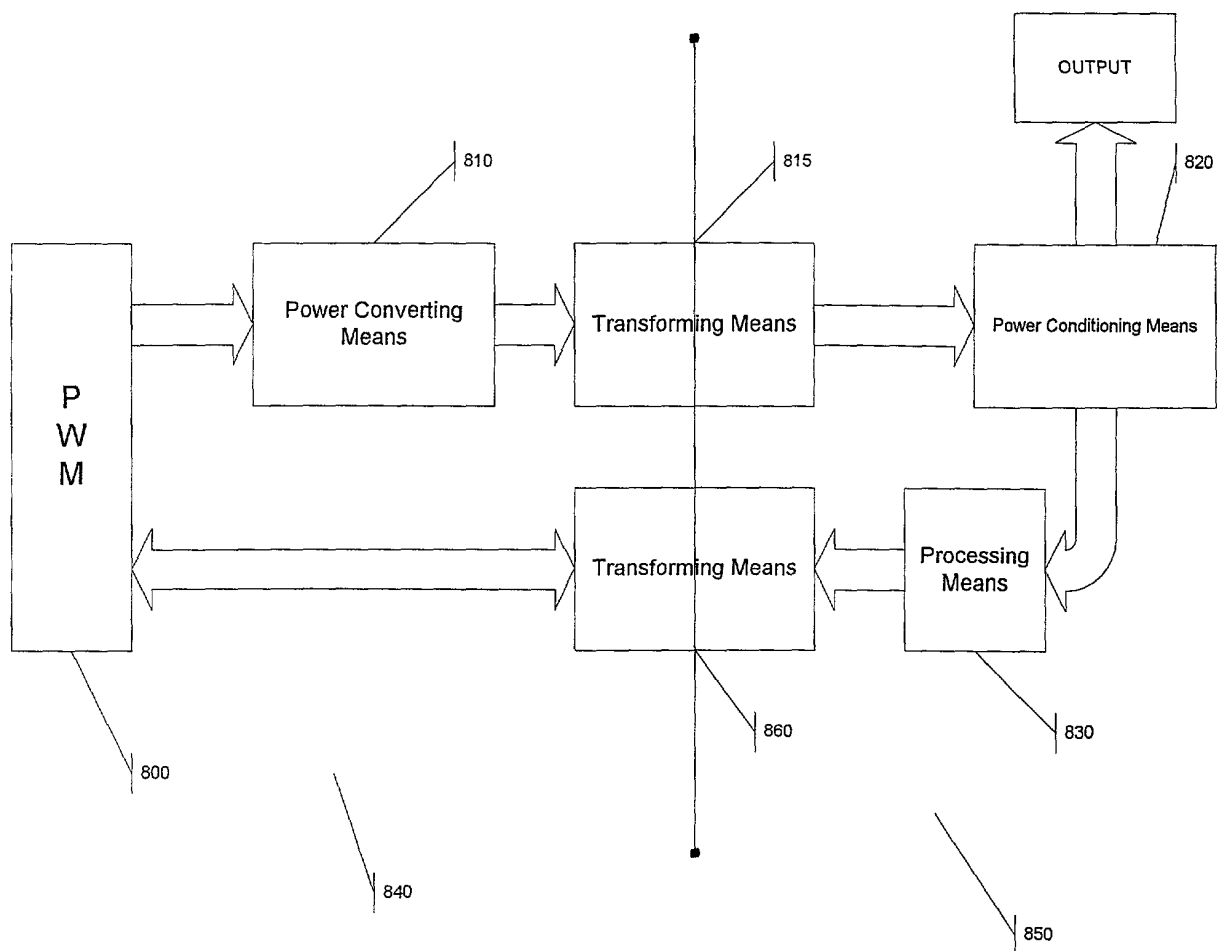 OUTPUT
810
815
820
Power Converting
Means
Transforming Means
Power Conditioning Means
P
W
M
Transforming Means
Processing
Means
860
830
800
840
850